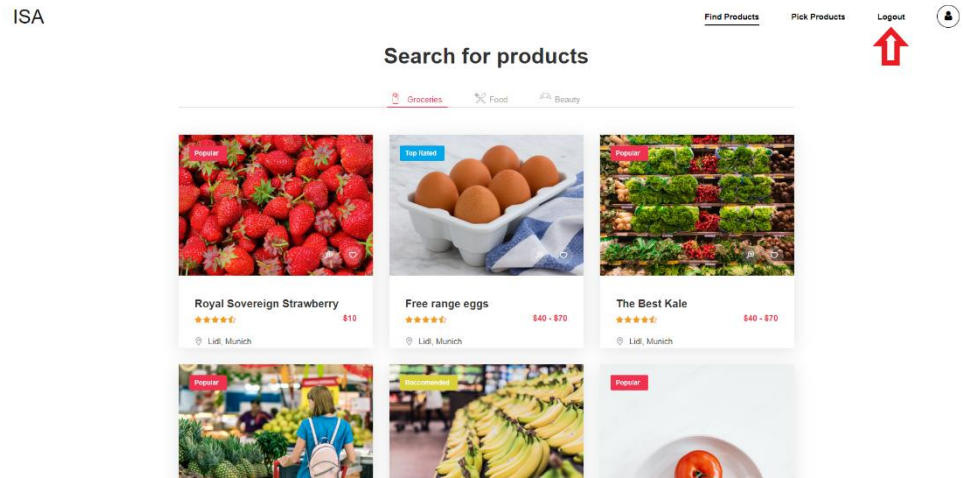 ISA
Find Products Pick Products Logout
Search for products
Groceries Food Beauty
Popular
Top Rated
Popular
Royal Sovereign Strawberry
$10
Lidl, Munich
Free range eggs
$40 - $70
Lidl, Munich
The Best Kale
$40 - $70
Lidl, Munich
Popular
Reccomended
Popular